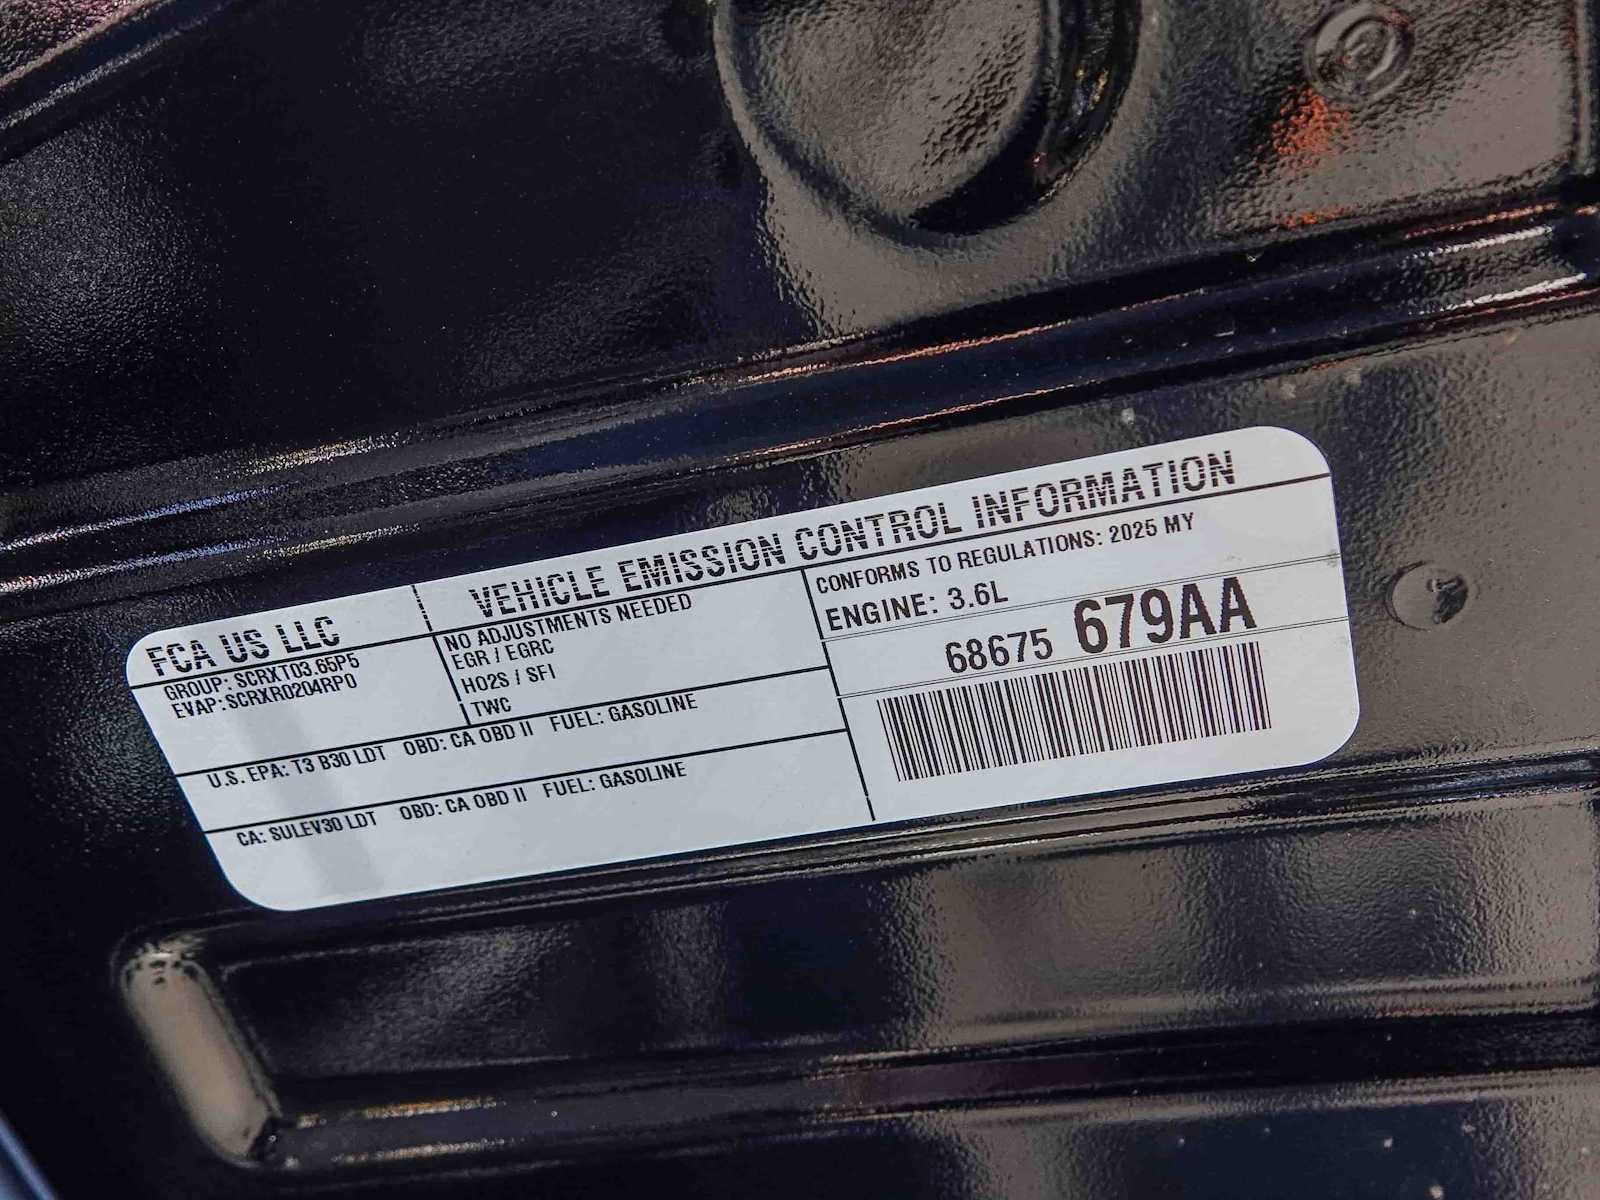 FCA US LLC
VEHICLE EMISSION CONTROL INFORMATION
GROUP: SCRXT03.65P5
EVAP: SCRXR0204RP0
NO ADJUSTMENTS NEEDED
EGR / EGRC
HO2S / SFI
TWC
CONFORMS TO REGULATIONS: 2025 MY
ENGINE: 3.6L
68675 679AA
U.S. EPA: T3 B30 LDT OBD: CA OBD II FUEL: GASOLINE
CA: SULEV30 LDT OBD: CA OBD II FUEL: GASOLINE